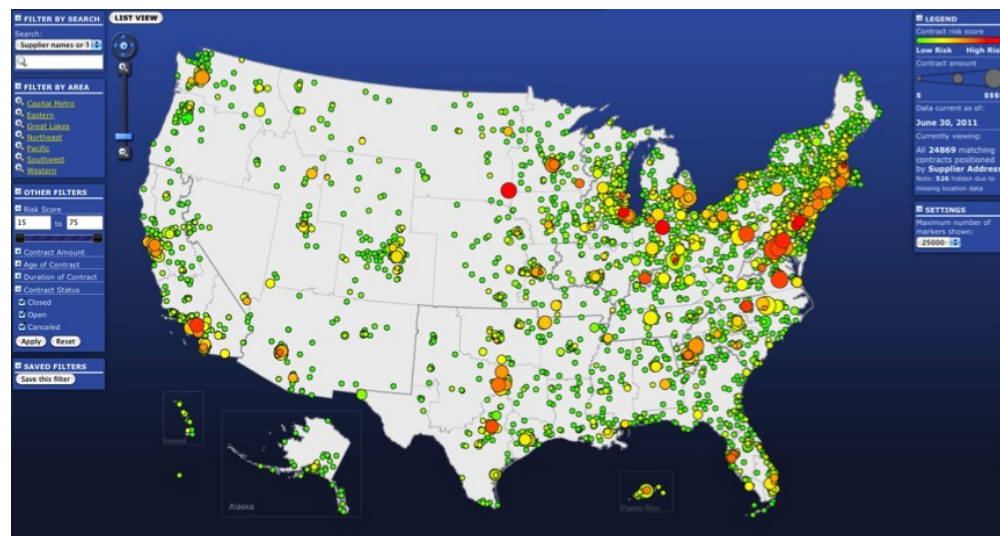 FILTER BY SEARCH
Search:
Supplier names or
FILTER BY AREA
Capital Metro
Eastern
Great Lakes
Northeast
Pacific
Southwest
Western
OTHER FILTERS
Risk Score
15 to 75
Contract Amount
Age of Contract
Duration of Contract
Contract Status
Closed
Open
Canceled
Apply Reset
SAVED FILTERS
Save this filter
LIST VIEW
Hawaii
Alaska
Puerto Rico
LEGEND
Contract risk score
Low Risk High Ris
Contract amount
$ $$$
Data current as of:
June 30, 2011
Currently viewing:
All 24869 matching
contracts positioned
by Supplier Addres
Note: 526 hidden due to
missing location data
SETTINGS
Maximum number of
markers shown:
25000